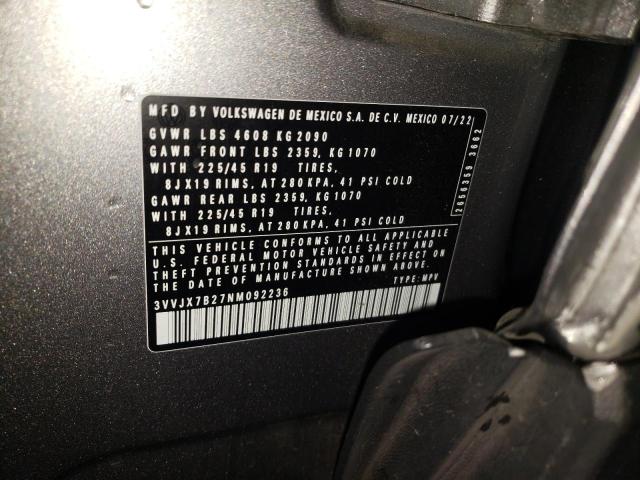 MFD BY VOLKSWAGEN DE MEXICO S.A. DE C.V. MEXICO 07/22
GVWR LBS 4608 KG 2090
GAWR FRONT LBS 2359, KG 1070
WITH 225/45 R19 TIRES,
8JX19 RIMS, AT 280 KPA, 41 PSI COLD
GAWR REAR LBS 2359, KG 1070
WITH 225/45 R19 TIRES,
8JX19 RIMS, AT 280 KPA, 41 PSI COLD
THIS VEHICLE CONFORMS TO ALL APPLICABLE
U.S. FEDERAL MOTOR VEHICLE SAFETY AND
THEFT PREVENTION STANDARDS IN EFFECT ON
THE DATE OF MANUFACTURE SHOWN ABOVE.
3VVJX7B27NM092236 TYPE: MPV
2656359 3662